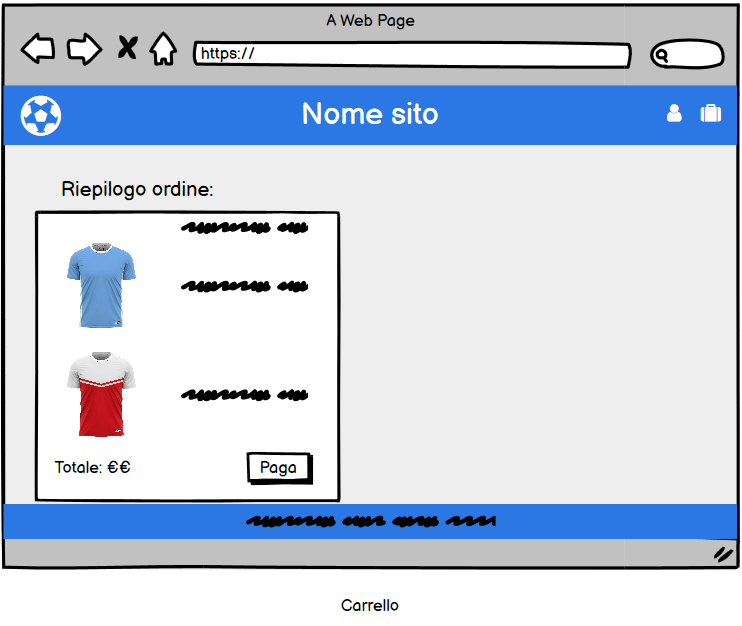 A Web Page
https://
Nome sito
Riepilogo ordine:
Totale: €€
Paga
Carrello